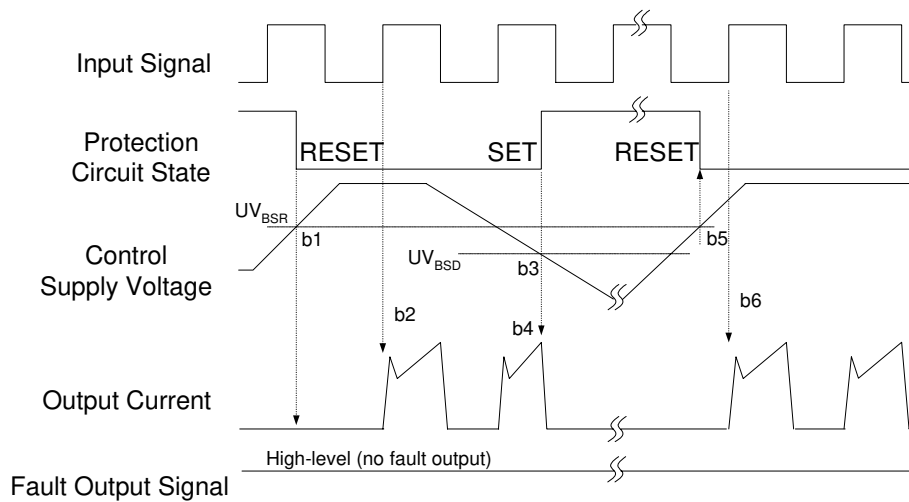 Input Signal
Protection
Circuit State
RESET
SET
RESET
UV_BSR
b1
b5
Control
Supply Voltage
UV_BSD
b3
b2
b4
b6
Output Current
High-level (no fault output)
Fault Output Signal